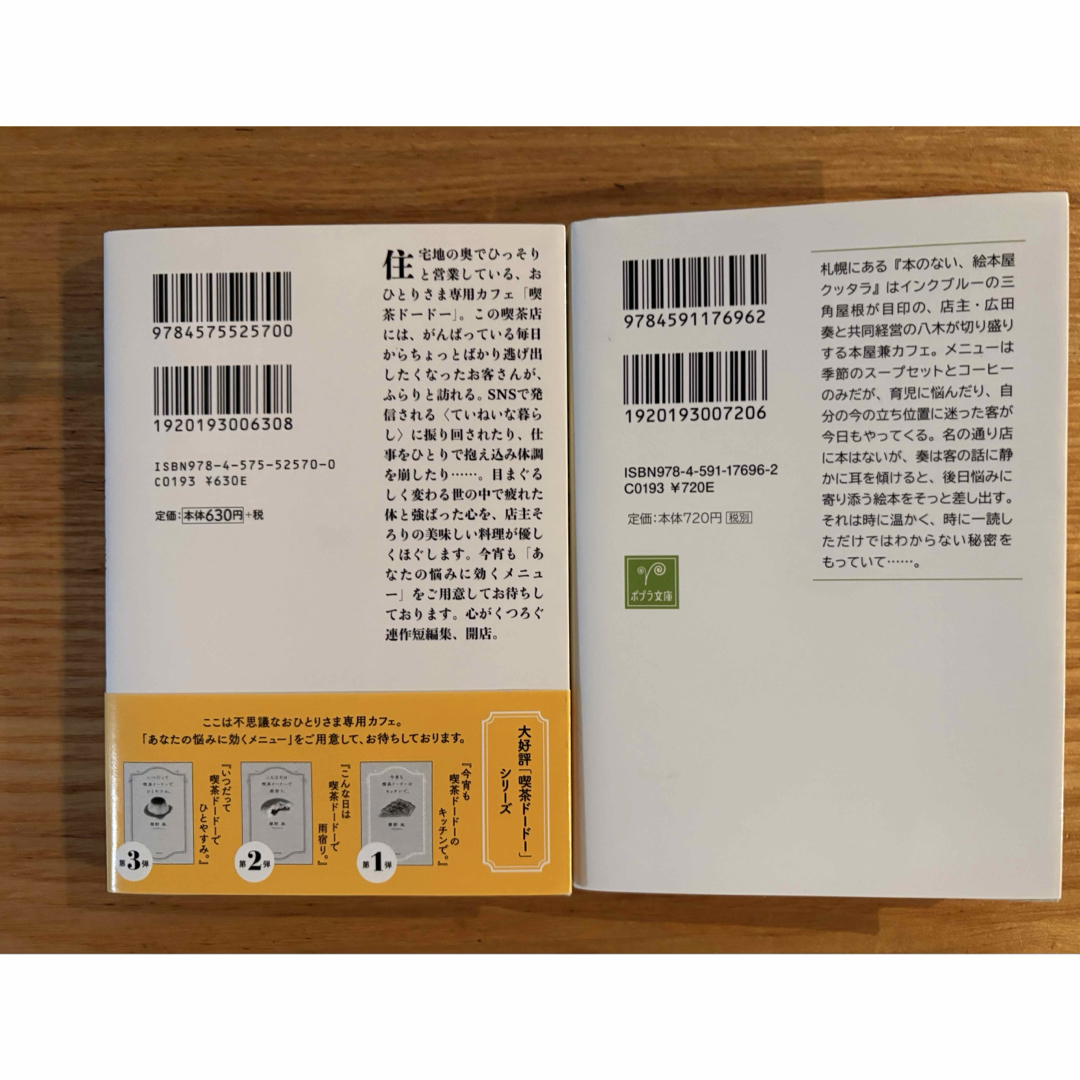 9784575525700
1920193006308
ISBN978-4-575-52570-0
C0193 ¥630E
定価:本体630円+税
住宅地の奥でひっそり
と営業している、お
ひとりさま専用カフェ「喫
茶ドードー」。この喫茶店
には、がんばっている毎日
からちょっとばかり逃げ出
したくなったお客さんが、
ふらりと訪れる。SNSで発
信される〈ていねいな暮ら
し〉に振り回されたり、仕
事をひとりで抱え込み体調
を崩したり……。目まぐる
しく変わる世の中で疲れた
体と強ばった心を、店主そ
ろりの美味しい料理が優し
くほぐします。今宵も「あ
なたの悩みに効くメニュ
ー」をご用意してお待ちし
ております。心がくつろぐ
連作短編集、開店。
ここは不思議なおひとりさま専用カフェ。
「あなたの悩みに効くメニュー」をご用意して、お待ちしております。
大好評「喫茶ドードー」
シリーズ
『今宵も
喫茶ドードーの
キッチンで。』
第1弾
『こんな日は
喫茶ドードーで
雨宿り。』
第2弾
『いつだって
喫茶ドードーで
ひとやすみ。』
第3弾
9784591176962
1920193007206
ISBN978-4-591-17696-2
C0193 ¥720E
定価:本体720円 税別
ポプラ文庫
札幌にある『本のない、絵本屋
クッタラ』はインクブルーの三
角屋根が目印の、店主・広田
奏と共同経営の八木が切り盛り
する本屋兼カフェ。メニューは
季節のスープセットとコーヒー
のみだが、育児に悩んだり、自
分の今の立ち位置に迷った客が
今日もやってくる。名の通り店
に本はないが、奏は客の話に静
かに耳を傾けると、後日悩みに
寄り添う絵本をそっと差し出す。
それは時に温かく、時に一読し
ただけではわからない秘密を
もっていて……。